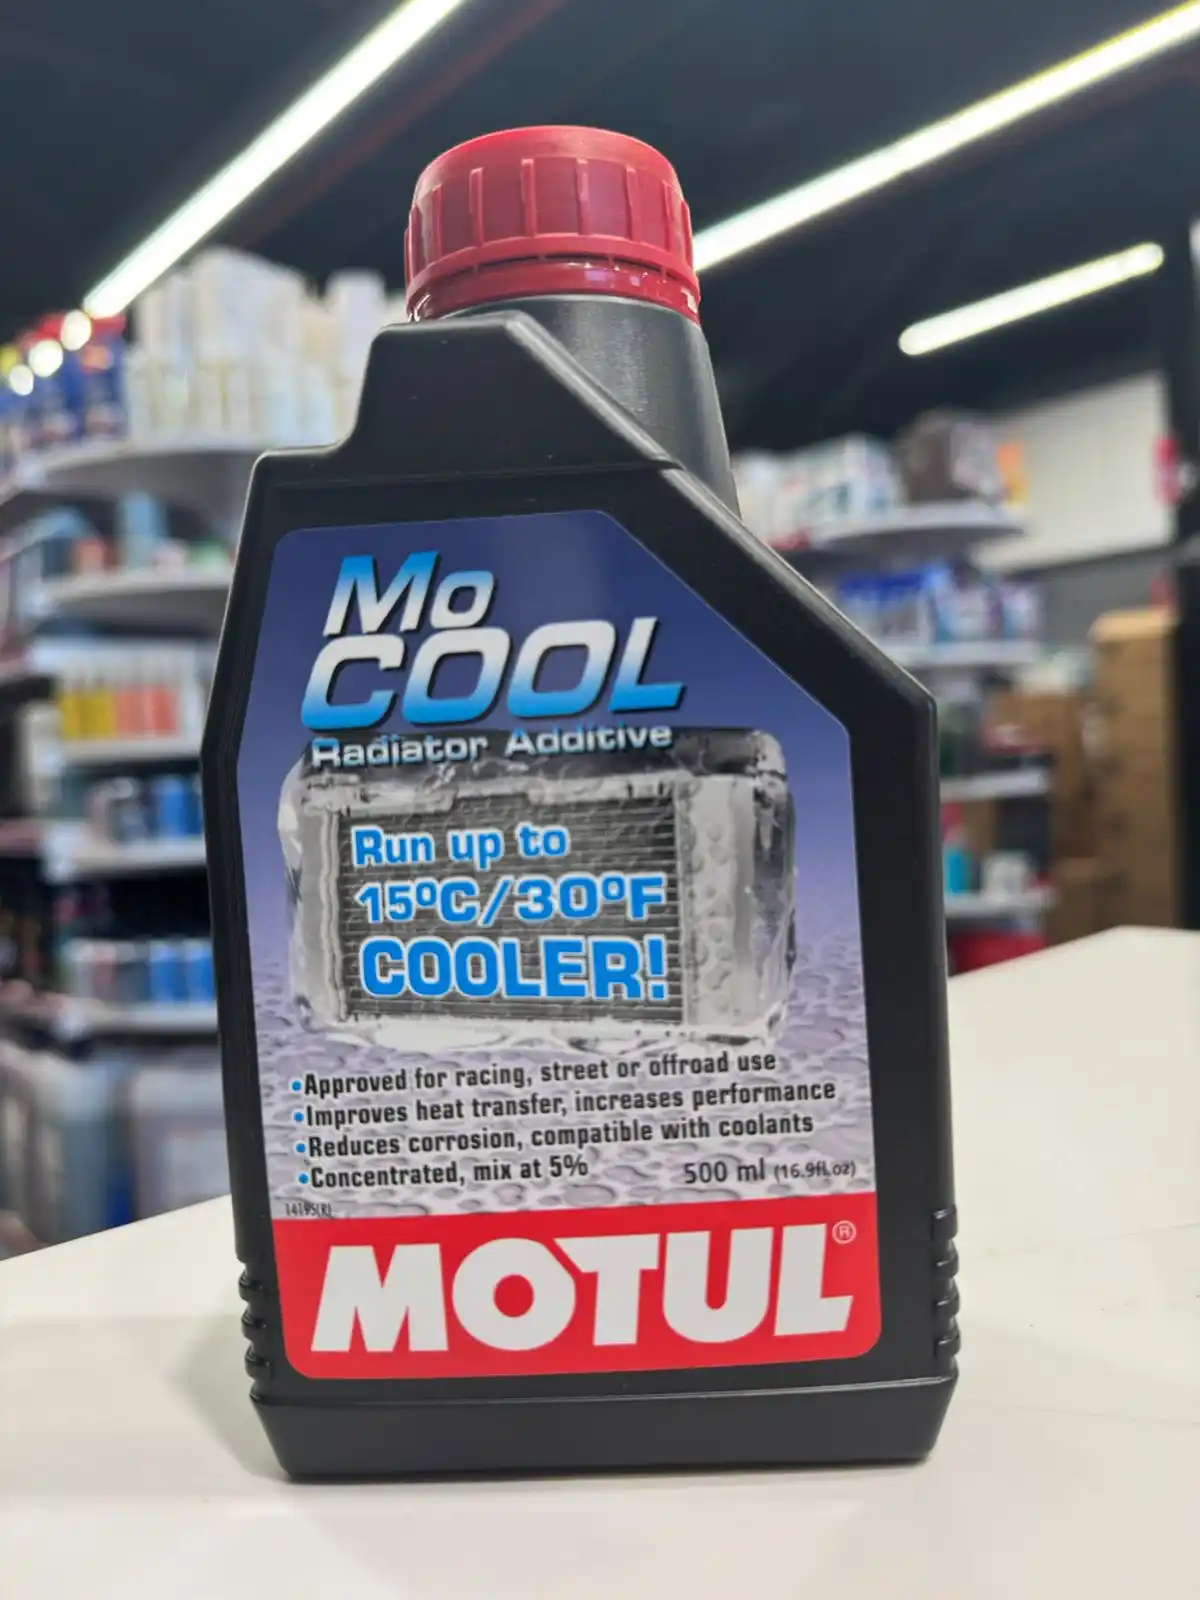 Mo
COOL
Radiator Additive
Run up to
15ºC/30ºF
COOLER!
•Approved for racing, street or offroad use
•Improves heat transfer, increases performance
•Reduces corrosion, compatible with coolants
•Concentrated, mix at 5%
500 ml (16.9fl.oz)
14195(R)
MOTUL®